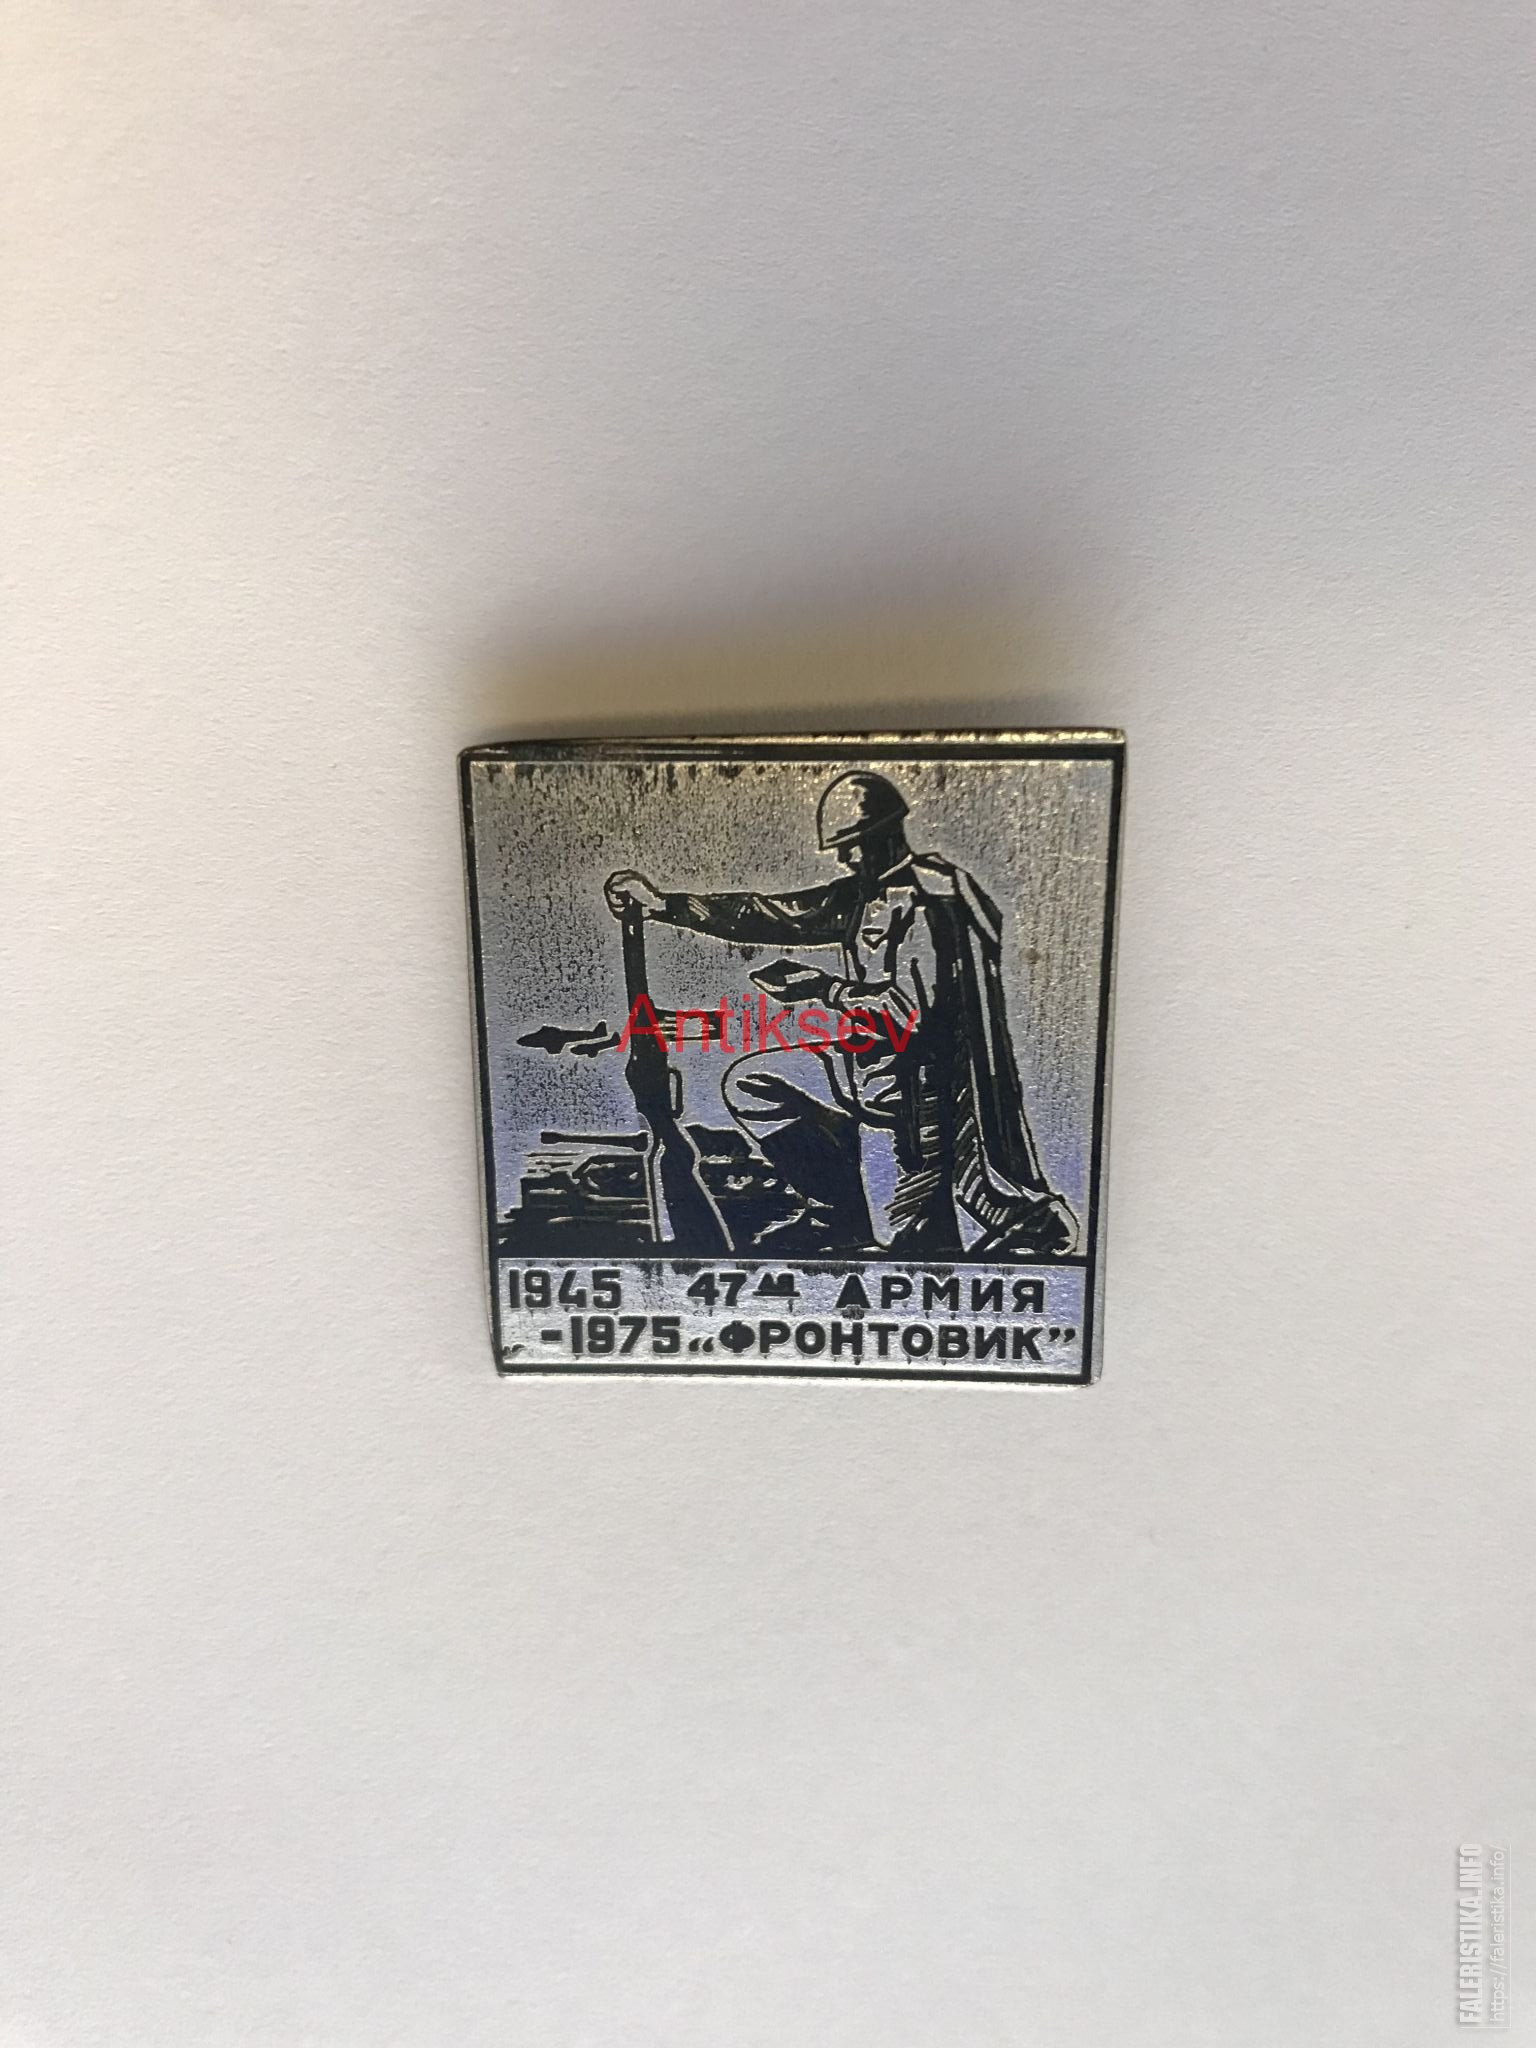 Antiksev
1945 47ая АРМИЯ
-1975 „ФРОНТОВИК”
FALERISTIKA.INFO
https://faleristika.info/